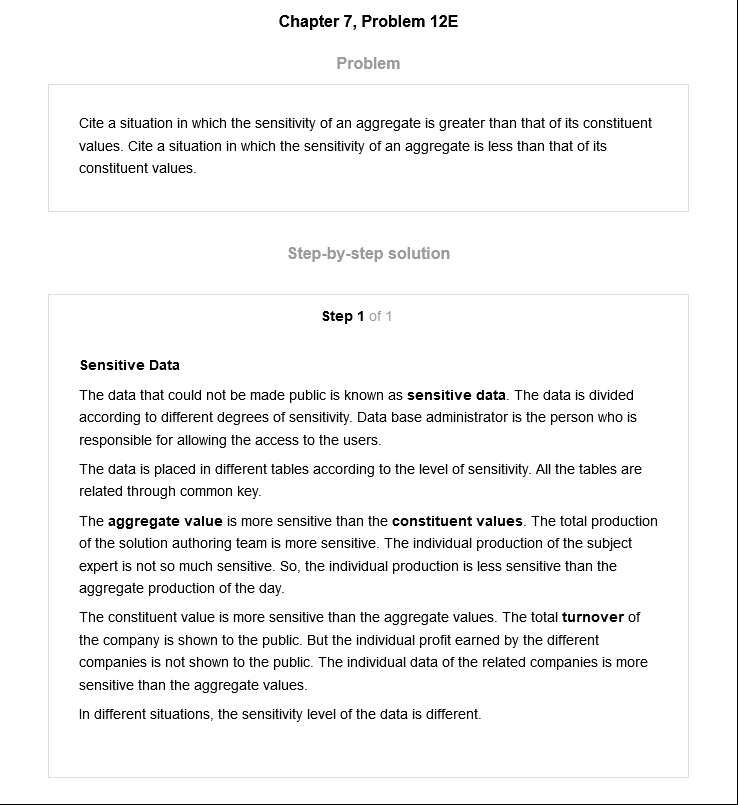 Chapter 7, Problem 12E
Problem
Cite a situation in which the sensitivity of an aggregate is greater than that of its constituent
values. Cite a situation in which the sensitivity of an aggregate is less than that of its
constituent values.
Step-by-step solution
Step 1 of 1
Sensitive Data
The data that could not be made public is known as sensitive data. The data is divided
according to different degrees of sensitivity. Data base administrator is the person who is
responsible for allowing the access to the users.
The data is placed in different tables according to the level of sensitivity. All the tables are
related through common key.
The aggregate value is more sensitive than the constituent values. The total production
of the solution authoring team is more sensitive. The individual production of the subject
expert is not so much sensitive. So, the individual production is less sensitive than the
aggregate production of the day.
The constituent value is more sensitive than the aggregate values. The total turnover of
the company is shown to the public. But the individual profit earned by the different
companies is not shown to the public. The individual data of the related companies is more
sensitive than the aggregate values.
In different situations, the sensitivity level of the data is different.